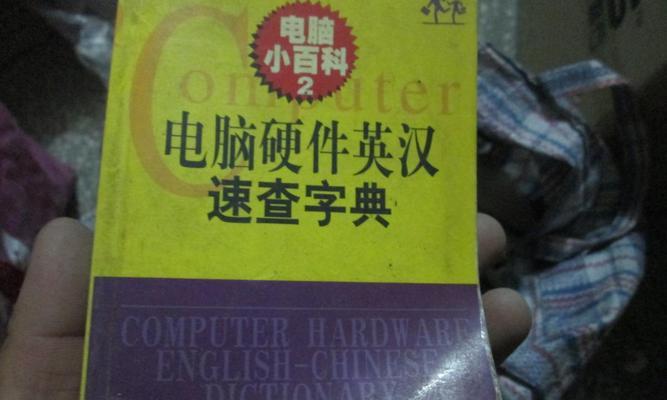 电脑
小百科
2
Computer
电脑硬件英汉
速查字典
COMPUTER HARDWARE
ENGLISH-CHINESE
DICTIONARY